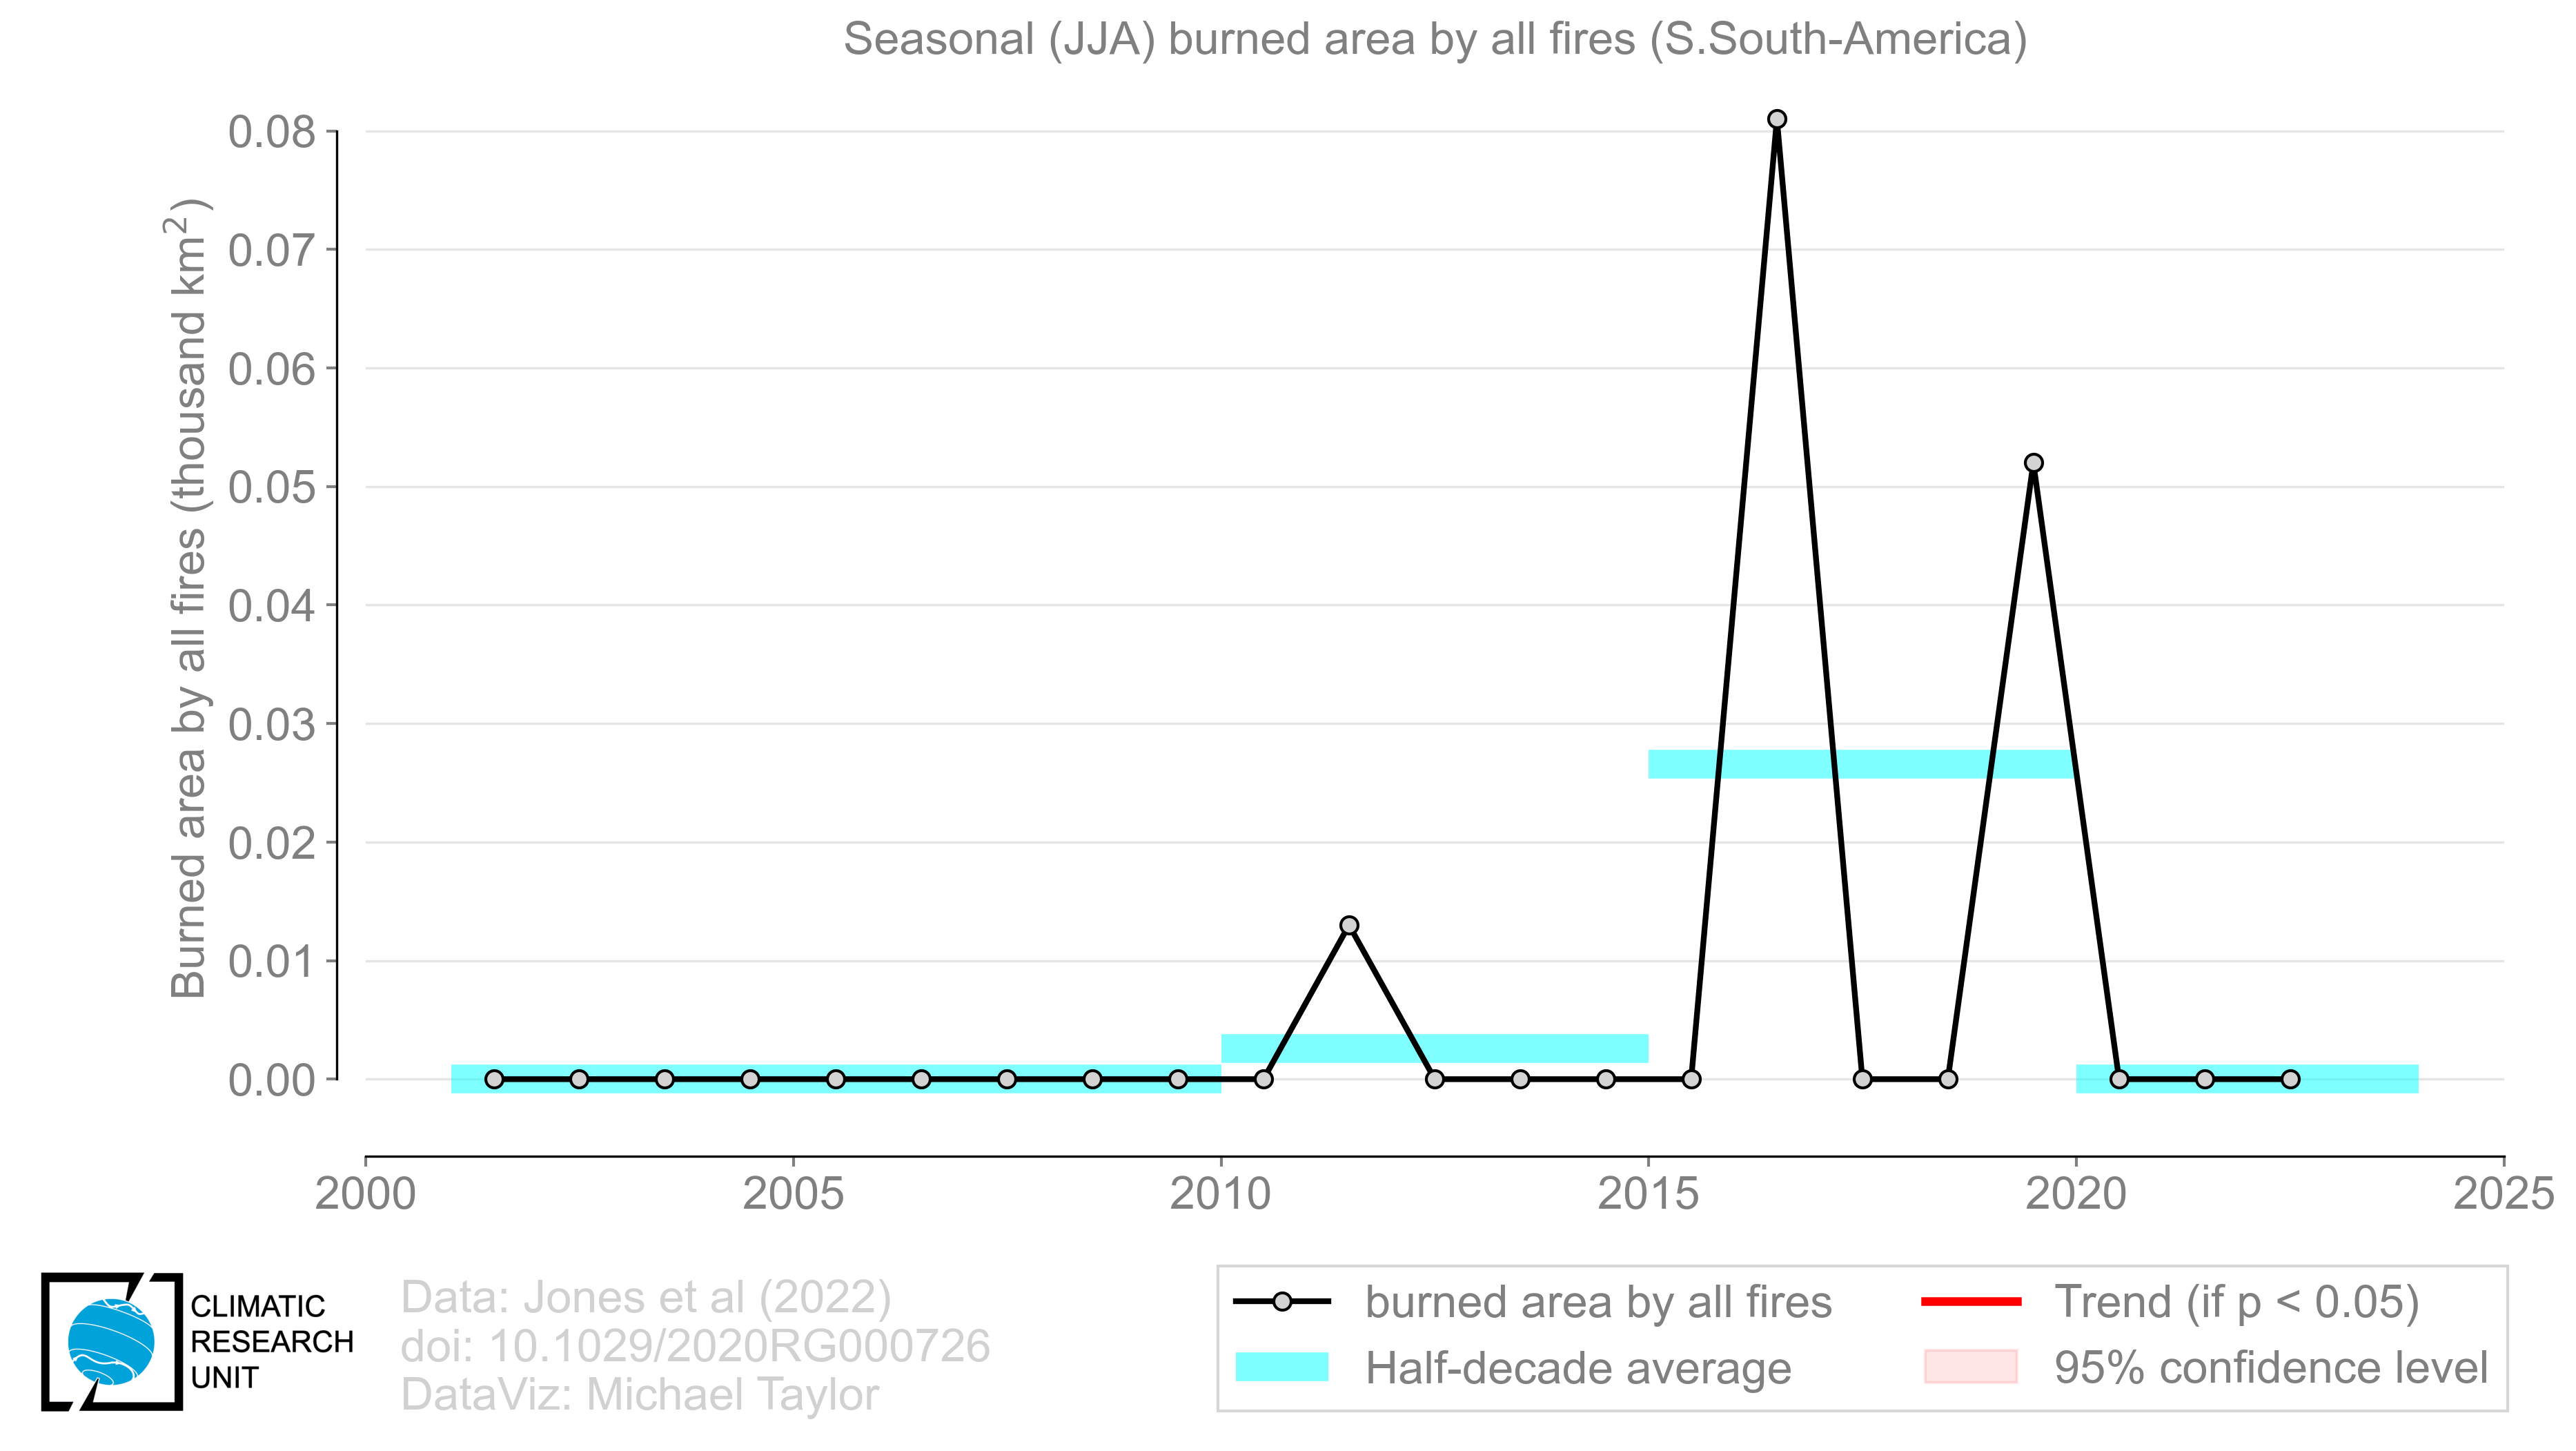 Seasonal (JJA) burned area by all fires (S.South-America)
Burned area by all fires (thousand km²)
0.08
0.07
0.06
0.05
0.04
0.03
0.02
0.01
0.00
2000 2005 2010 2015 2020 2025
CLIMATIC
RESEARCH
UNIT
Data: Jones et al (2022)
doi: 10.1029/2020RG000726
DataViz: Michael Taylor
burned area by all fires
Half-decade average
Trend (if p < 0.05)
95% confidence level